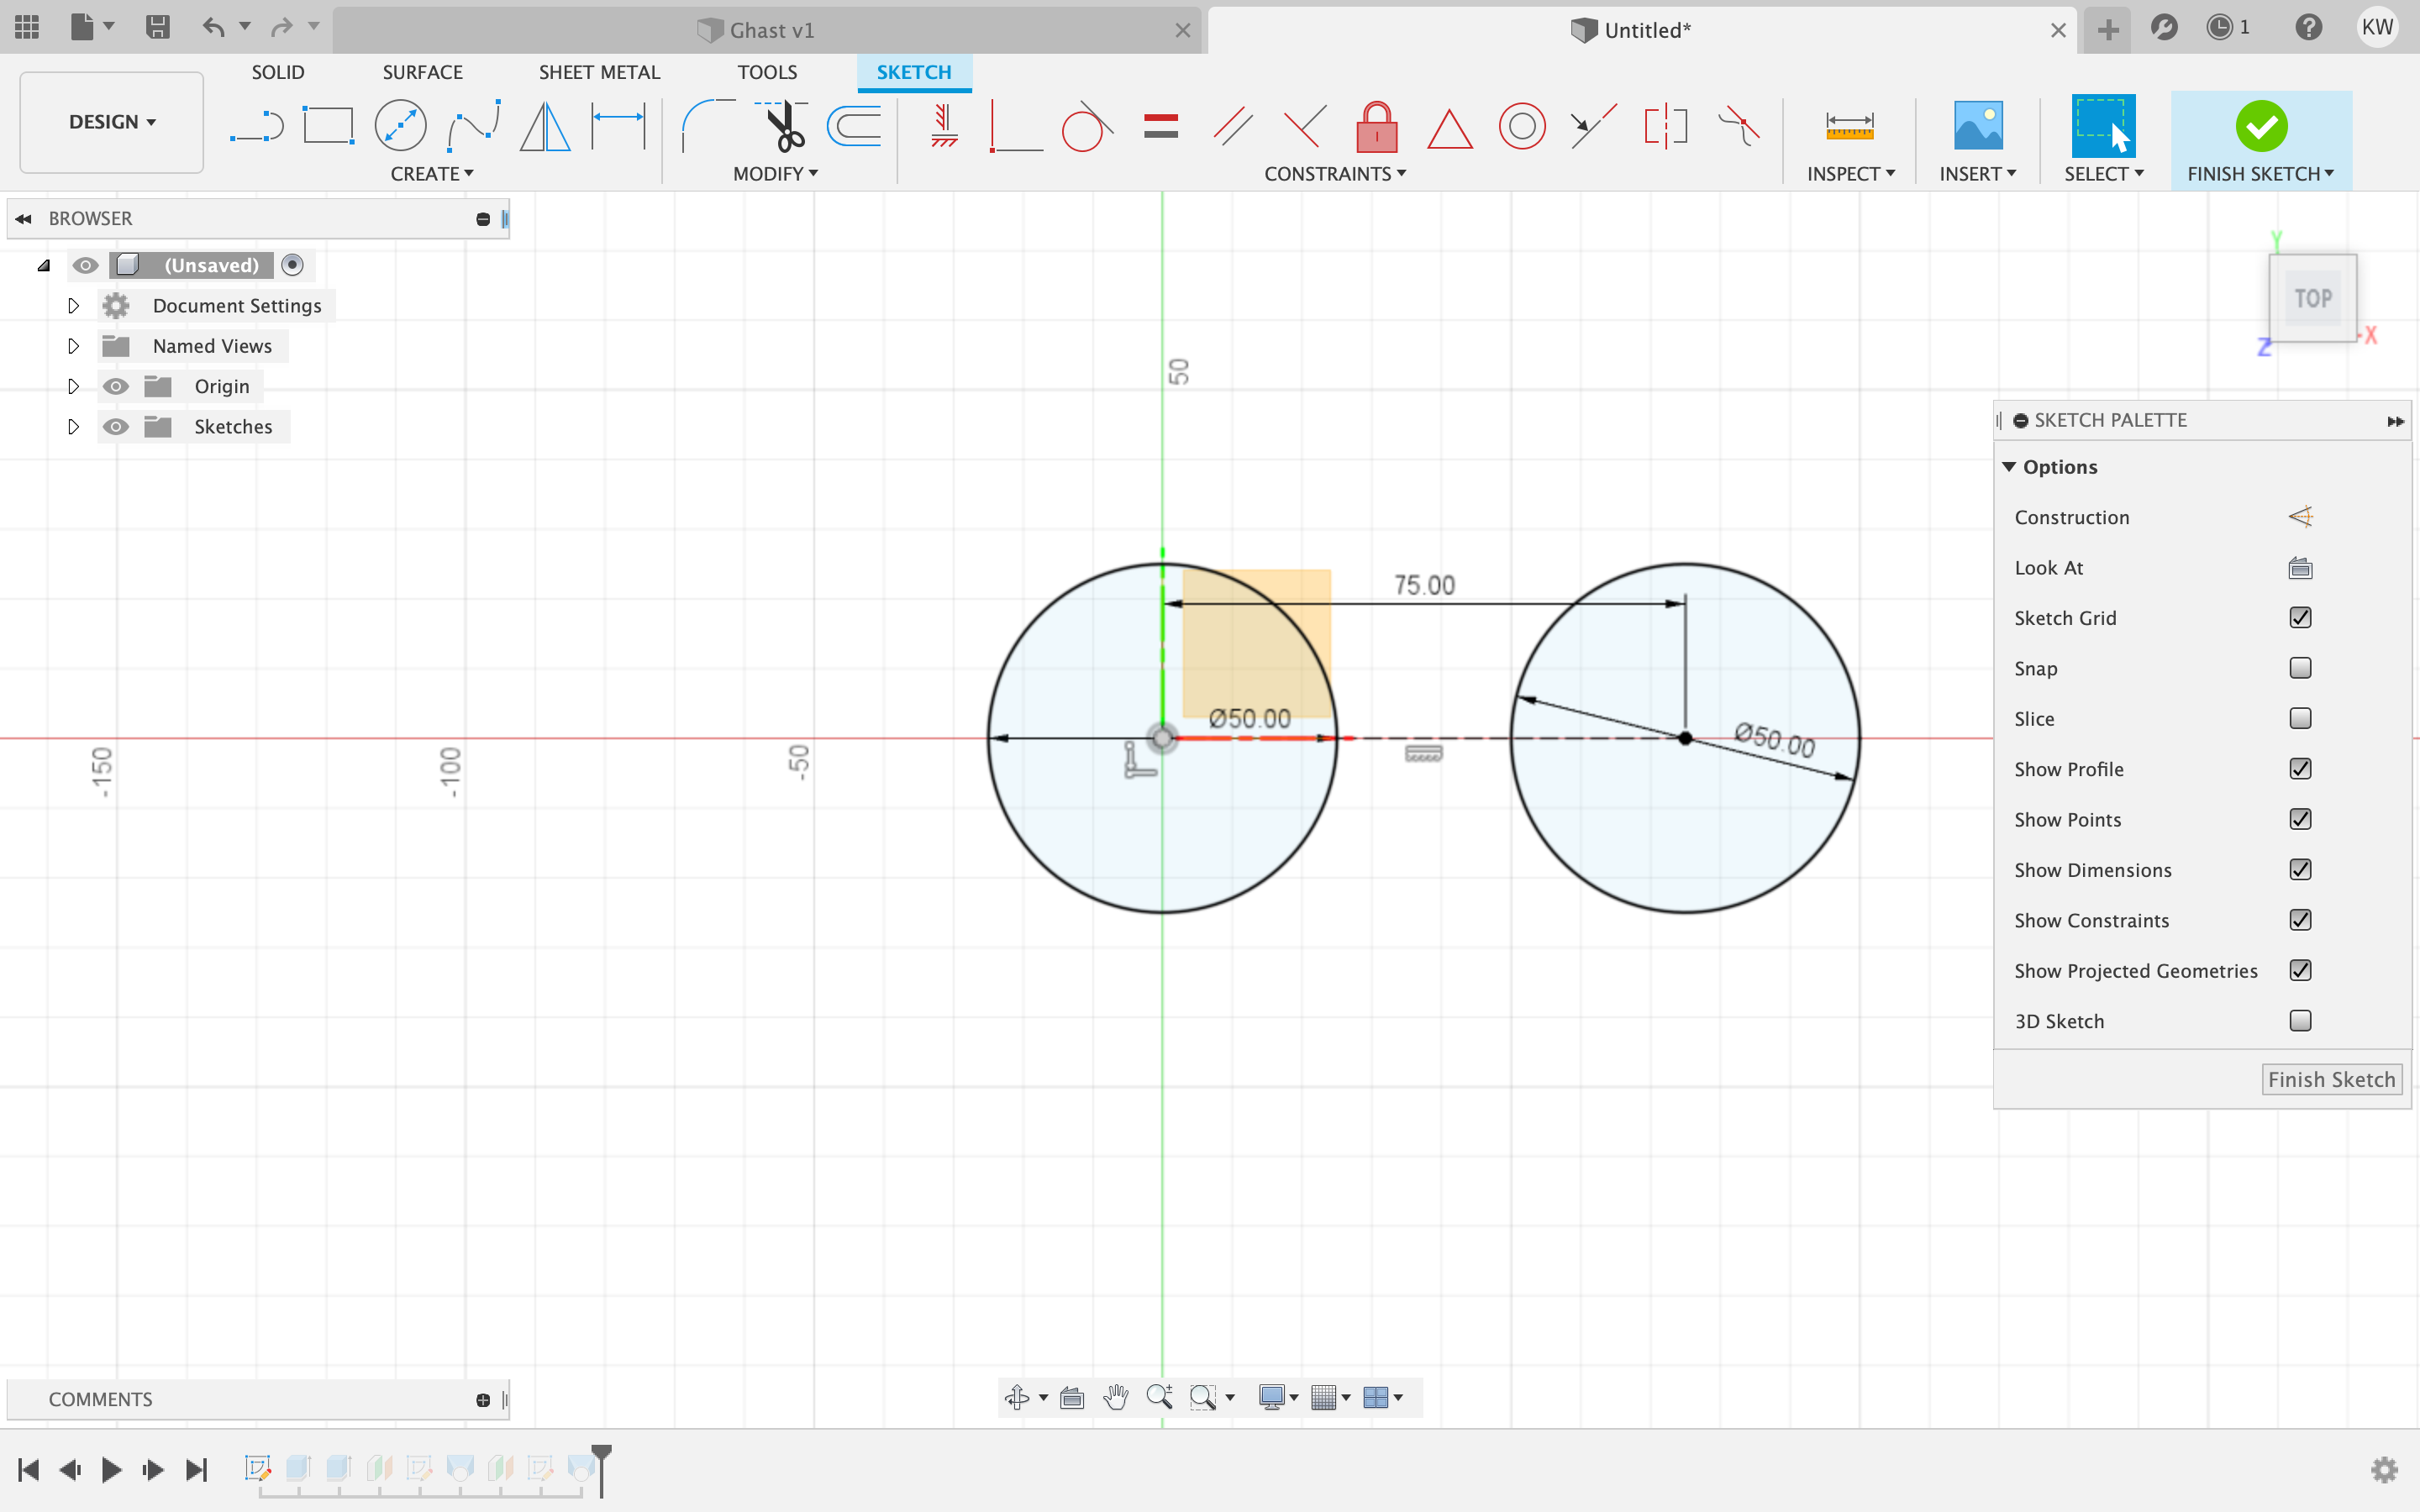 Ghast v1
Untitled*
1
KW
SOLID
SURFACE
SHEET METAL
TOOLS
SKETCH
DESIGN
CREATE
MODIFY
CONSTRAINTS
INSPECT
INSERT
SELECT
FINISH SKETCH
BROWSER
(Unsaved)
Document Settings
Named Views
Origin
Sketches
Y
TOP
X
Z
50
SKETCH PALETTE
Options
Construction
Look At
Sketch Grid
Snap
Slice
Show Profile
Show Points
Show Dimensions
Show Constraints
Show Projected Geometries
3D Sketch
Finish Sketch
75.00
Ø50.00
Ø50.00
-150
-100
-50
COMMENTS